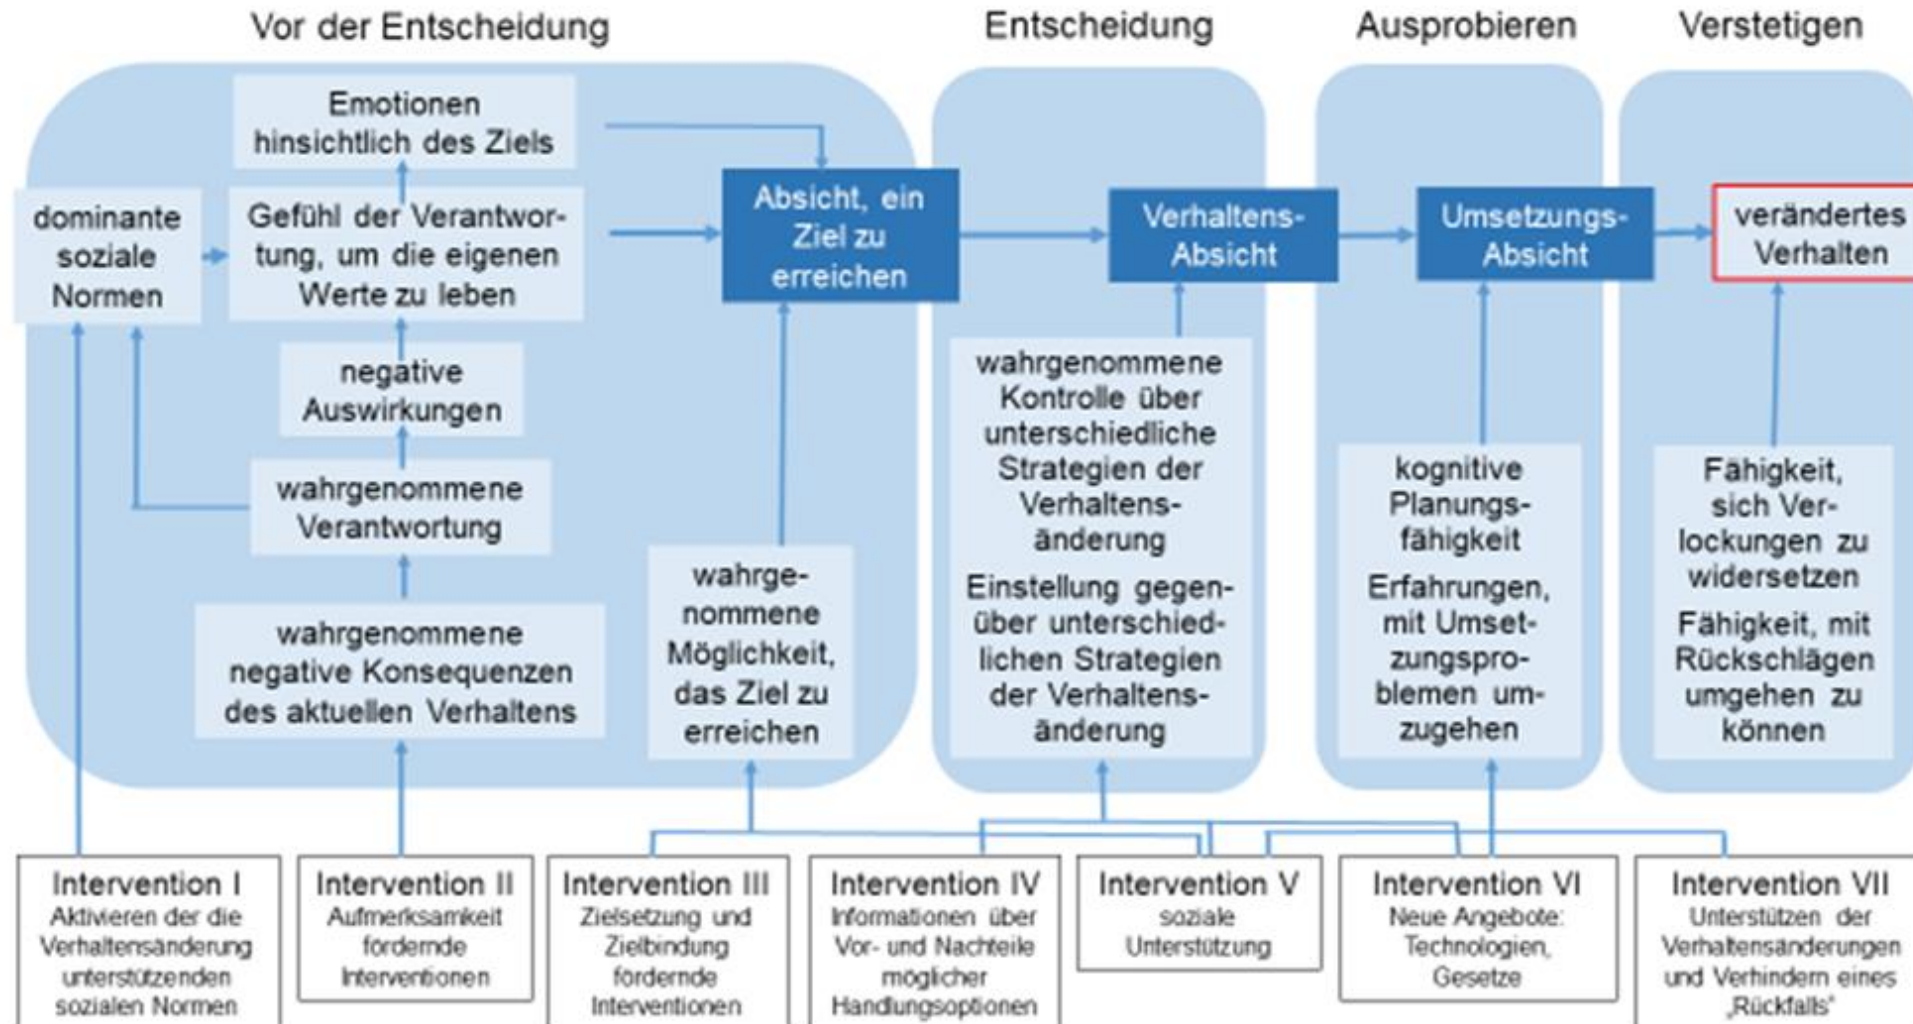 Vor der Entscheidung
Entscheidung
Ausprobieren
Verstetigen
Emotionen
hinsichtlich des Ziels
dominante
soziale
Normen
Gefühl der Verantwor-
tung, um die eigenen
Werte zu leben
negative
Auswirkungen
wahrgenommene
Verantwortung
wahrgenommene
negative Konsequenzen
des aktuellen Verhaltens
Absicht, ein
Ziel zu
erreichen
wahrge-
nommene
Möglichkeit,
das Ziel zu
erreichen
Verhaltens-
Absicht
wahrgenommene
Kontrolle über
unterschiedliche
Strategien der
Verhaltens-
änderung
Einstellung gegen-
über unterschied-
lichen Strategien
der Verhaltens-
änderung
Umsetzungs-
Absicht
kognitive
Planungs-
fähigkeit
Erfahrungen,
mit Umset-
zungspro-
blemen um-
zugehen
verändertes
Verhalten
Fähigkeit,
sich Ver-
lockungen zu
widersetzen
Fähigkeit, mit
Rückschlägen
umgehen zu
können
Intervention I
Aktivieren der die
Verhaltensänderung
unterstützenden
sozialen Normen
Intervention II
Aufmerksamkeit
fördernde
Interventionen
Intervention III
Zielsetzung und
Zielbindung
fördernde
Interventionen
Intervention IV
Informationen über
Vor- und Nachteile
möglicher
Handlungsoptionen
Intervention V
soziale
Unterstützung
Intervention VI
Neue Angebote:
Technologien,
Gesetze
Intervention VII
Unterstützen der
Verhaltensänderungen
und Verhindern eines
„Rückfalls“